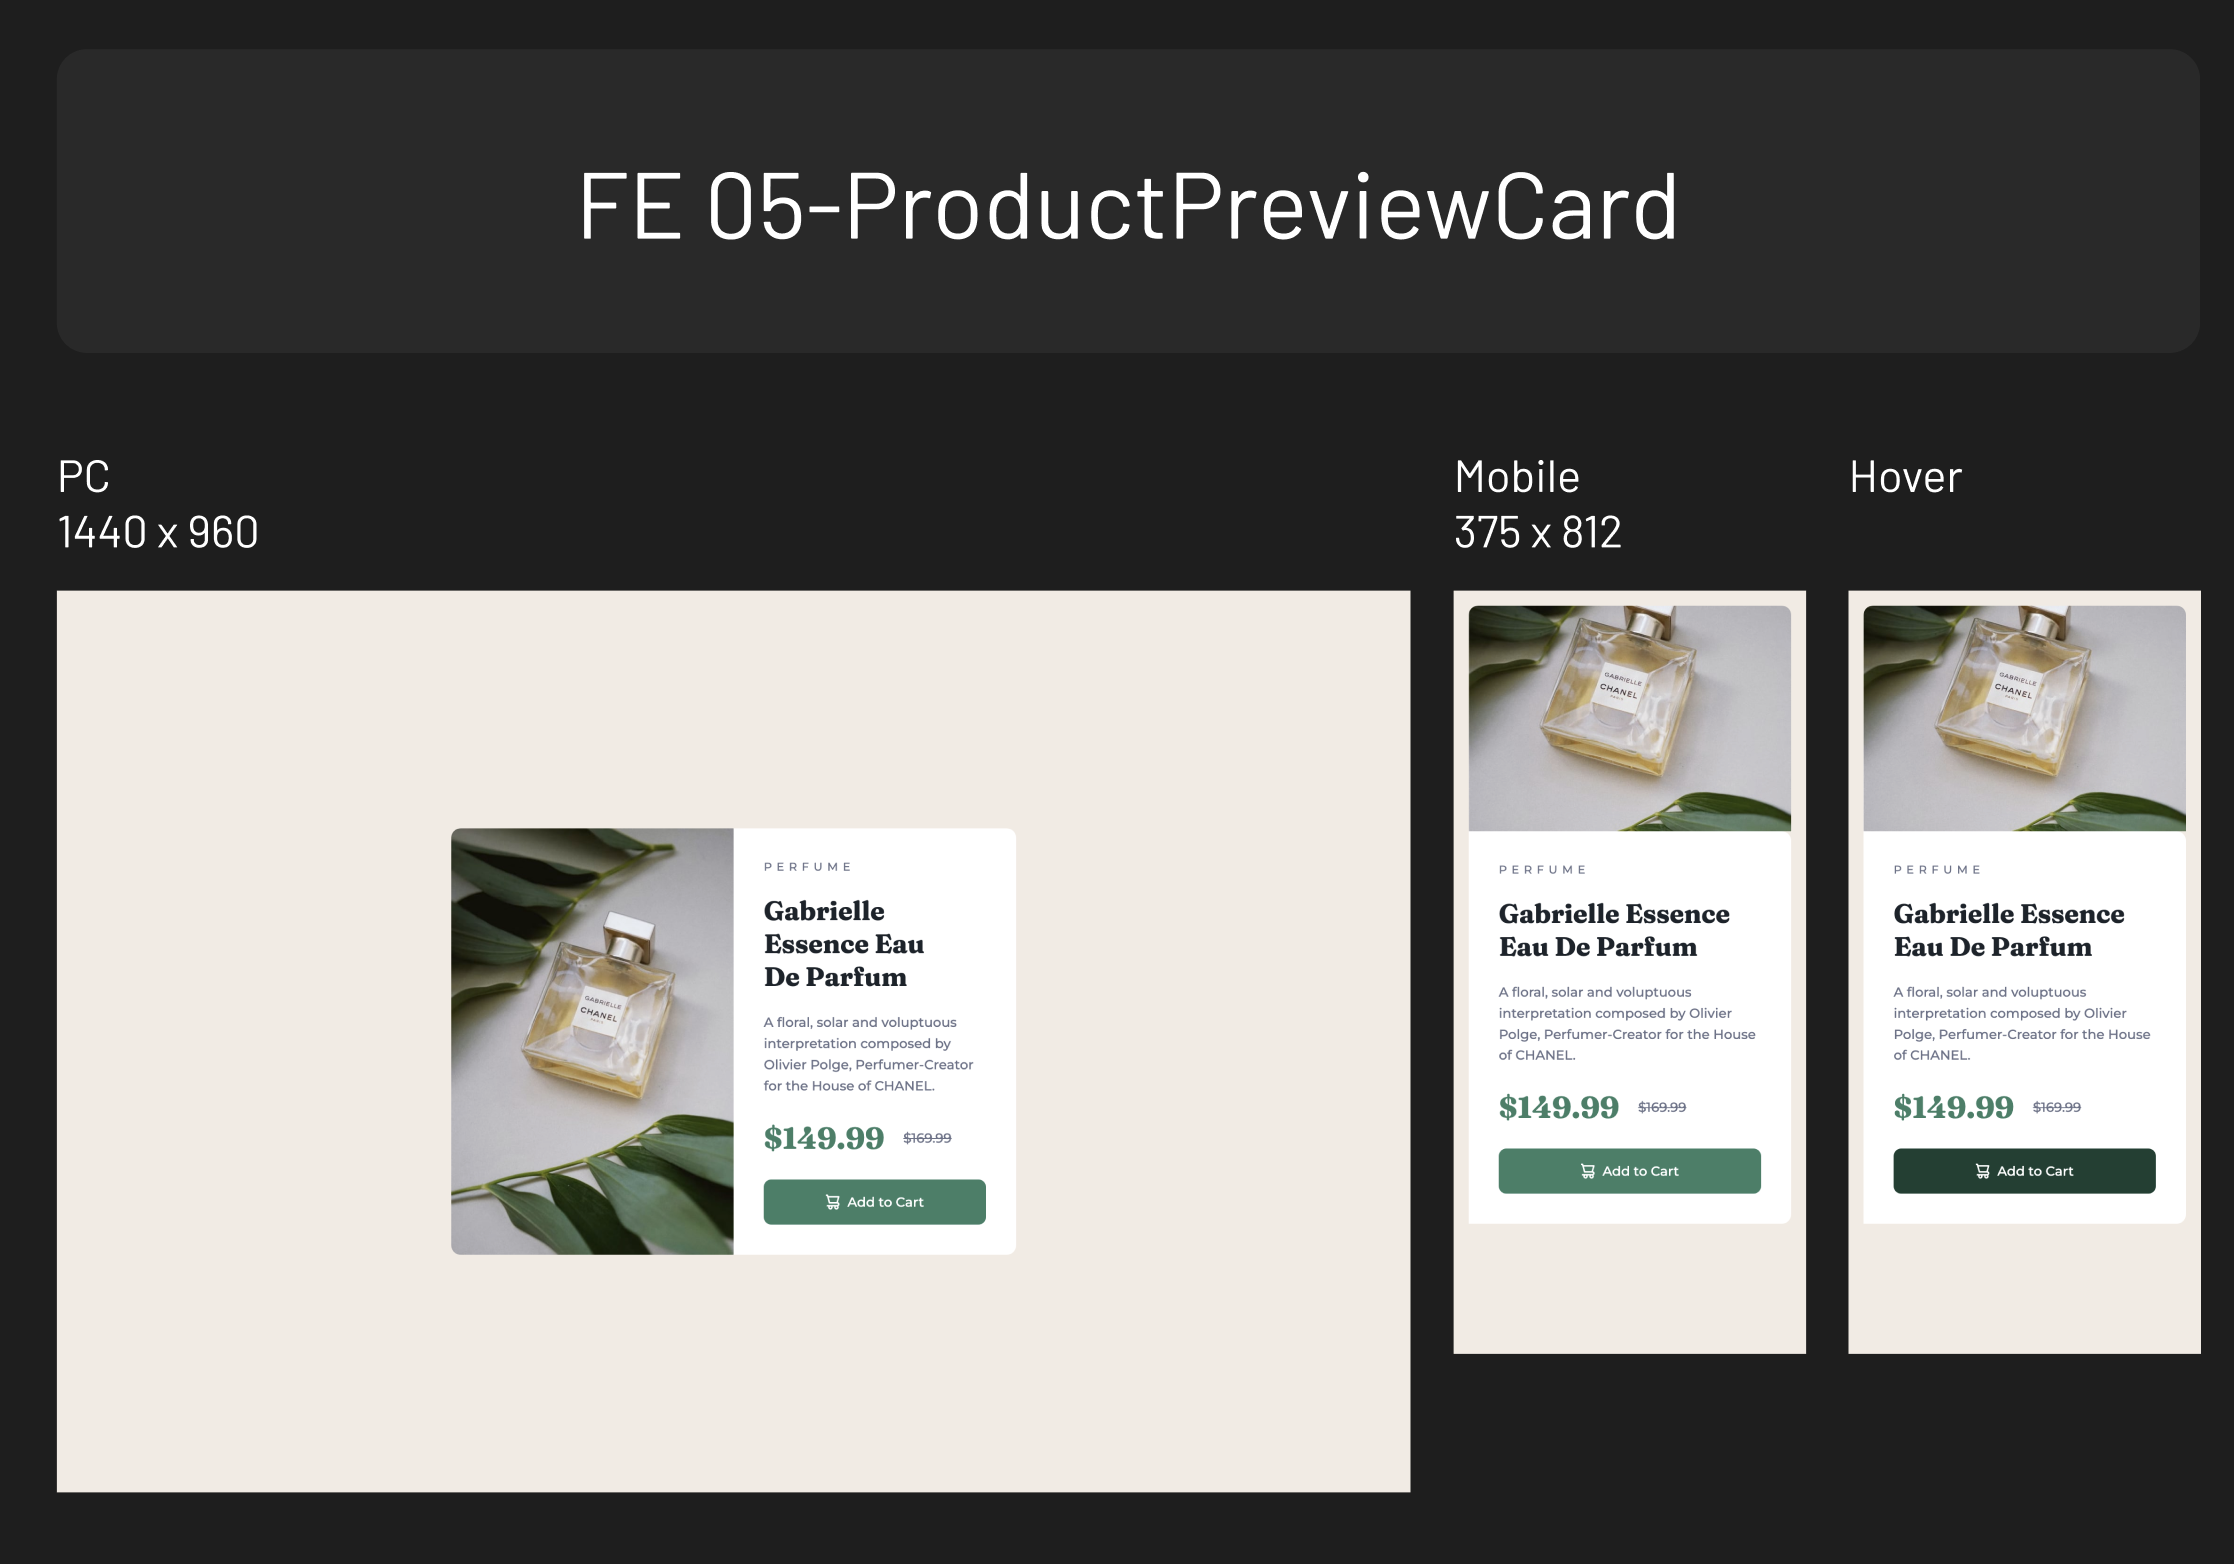 FE 05-ProductPreviewCard
PC
1440 x 960
Mobile
375 x 812
Hover
GABRIELLE
CHANEL
PARIS
PERFUME
Gabrielle
Essence Eau
De Parfum
A floral, solar and voluptuous
interpretation composed by
Olivier Polge, Perfumer-Creator
for the House of CHANEL.
$149.99 $169.99
Add to Cart
GABRIELLE
CHANEL
PARIS
PERFUME
Gabrielle Essence
Eau De Parfum
A floral, solar and voluptuous
interpretation composed by Olivier
Polge, Perfumer-Creator for the House
of CHANEL.
$149.99 $169.99
Add to Cart
GABRIELLE
CHANEL
PARIS
PERFUME
Gabrielle Essence
Eau De Parfum
A floral, solar and voluptuous
interpretation composed by Olivier
Polge, Perfumer-Creator for the House
of CHANEL.
$149.99 $169.99
Add to Cart